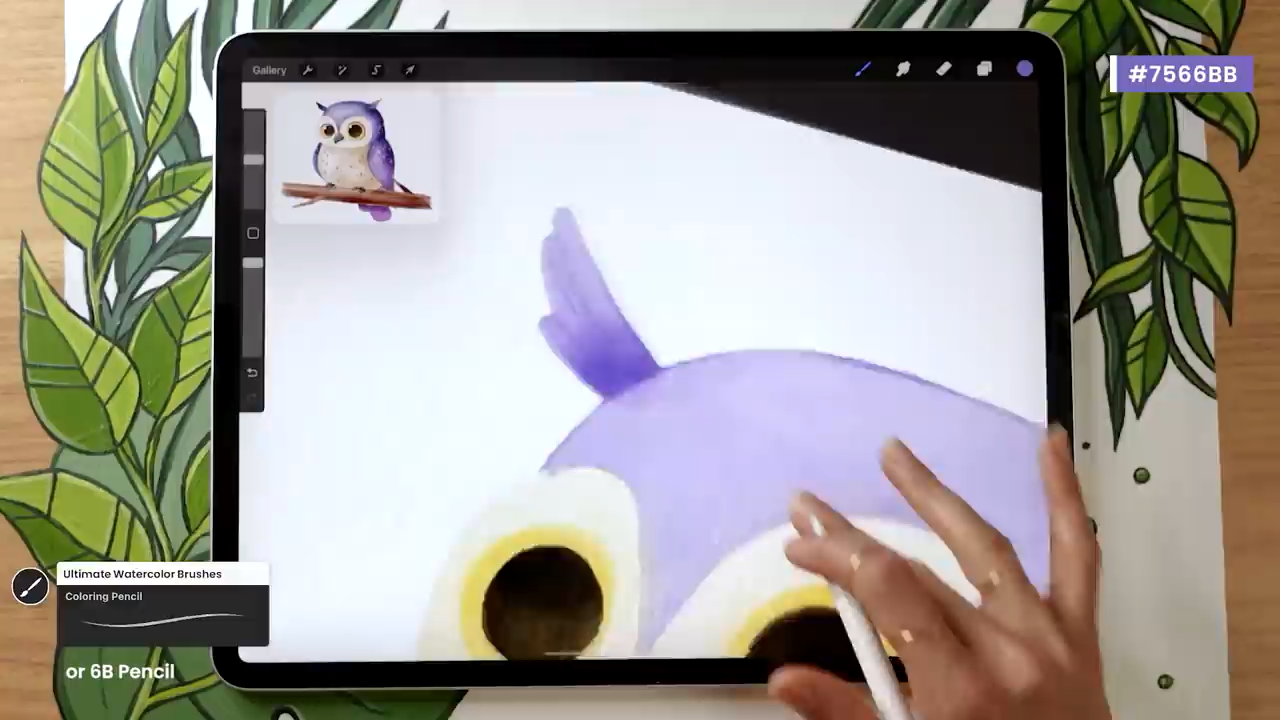 Gallery
#7566BB
Ultimate Watercolor Brushes
Coloring Pencil
or 6B Pencil